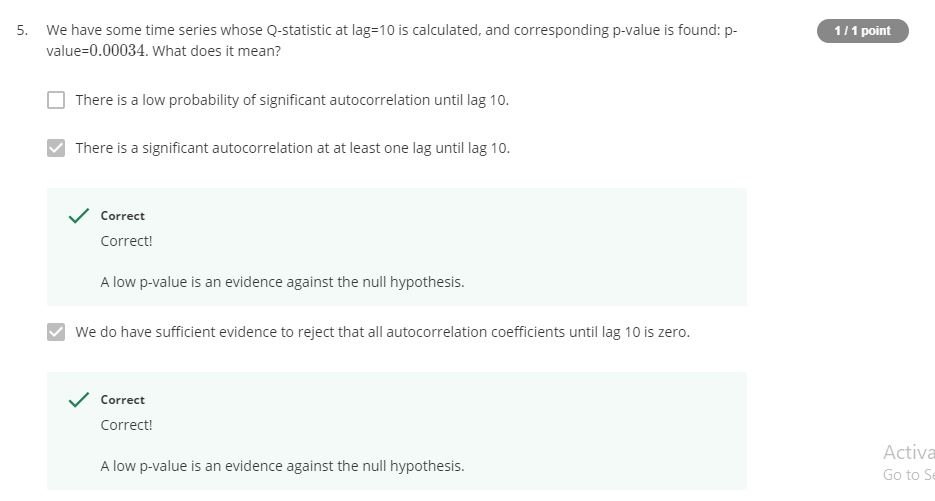 5. We have some time series whose Q-statistic at lag=10 is calculated, and corresponding p-value is found: p-
value=0.00034. What does it mean?
1 / 1 point
There is a low probability of significant autocorrelation until lag 10.
There is a significant autocorrelation at at least one lag until lag 10.
Correct
Correct!
A low p-value is an evidence against the null hypothesis.
We do have sufficient evidence to reject that all autocorrelation coefficients until lag 10 is zero.
Correct
Correct!
A low p-value is an evidence against the null hypothesis.
Activa
Go to Se